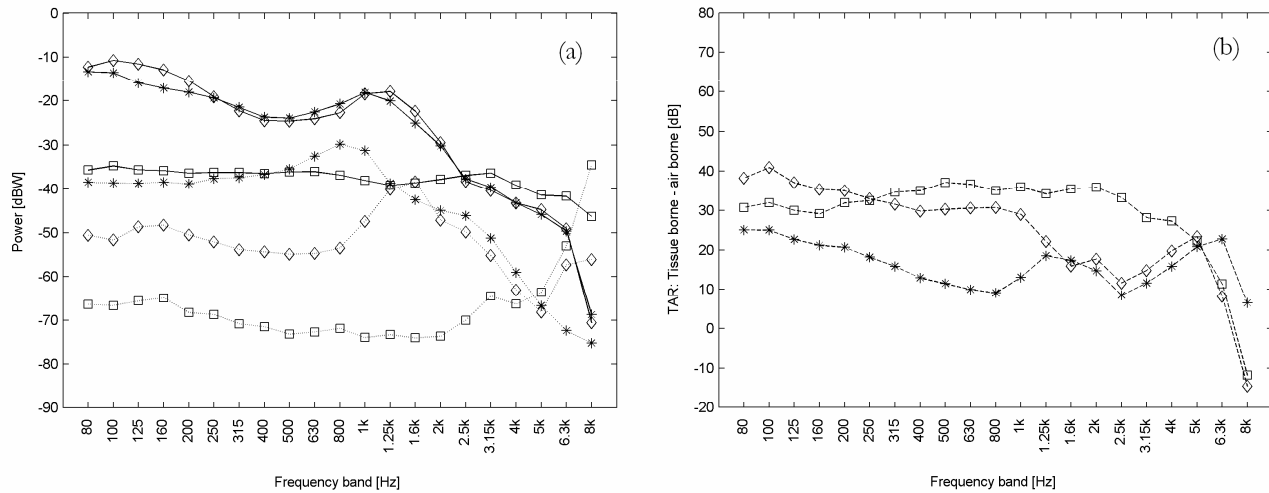 0
-10
-20
-30
-40
-50
-60
-70
-80
-90
Power [dBW]
(a)
80 100 125 160 200 250 315 400 500 630 800 1k 1.25k 1.6k 2k 2.5k 3.15k 4k 5k 6.3k 8k
Frequency band [Hz]
80
70
60
50
40
30
20
10
0
-10
-20
TAR: Tissue borne - air borne [dB]
(b)
80 100 125 160 200 250 315 400 500 630 800 1k 1.25k 1.6k 2k 2.5k 3.15k 4k 5k 6.3k 8k
Frequency band [Hz]